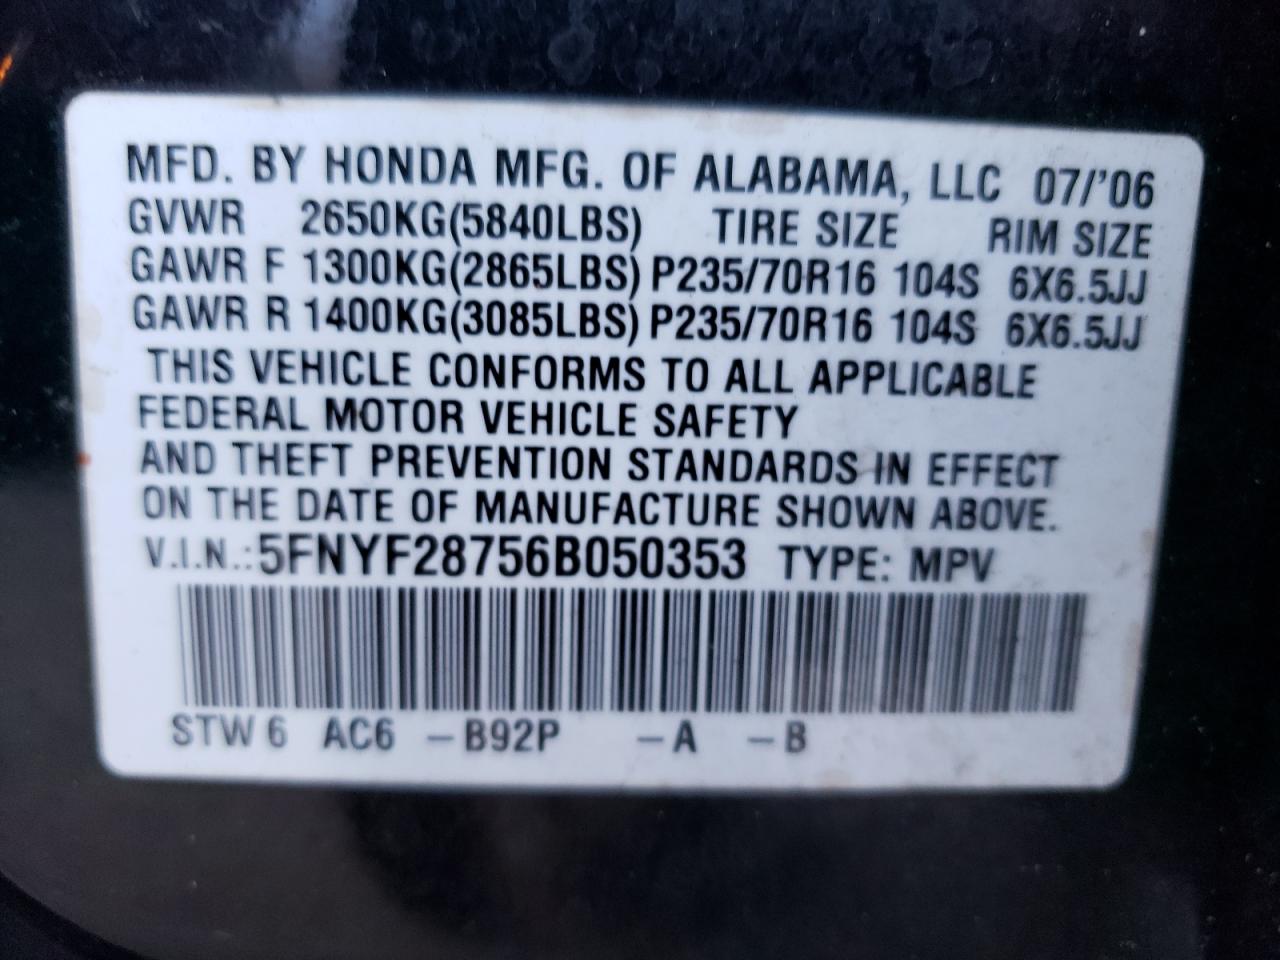 MFD. BY HONDA MFG. OF ALABAMA, LLC 07/'06
GVWR 2650KG(5840LBS) TIRE SIZE RIM SIZE
GAWR F 1300KG(2865LBS) P235/70R16 104S 6X6.5JJ
GAWR R 1400KG(3085LBS) P235/70R16 104S 6X6.5JJ
THIS VEHICLE CONFORMS TO ALL APPLICABLE
FEDERAL MOTOR VEHICLE SAFETY
AND THEFT PREVENTION STANDARDS IN EFFECT
ON THE DATE OF MANUFACTURE SHOWN ABOVE.
V.I.N.: 5FNYF28756B050353 TYPE: MPV
STW 6 AC6 -B92P -A -B